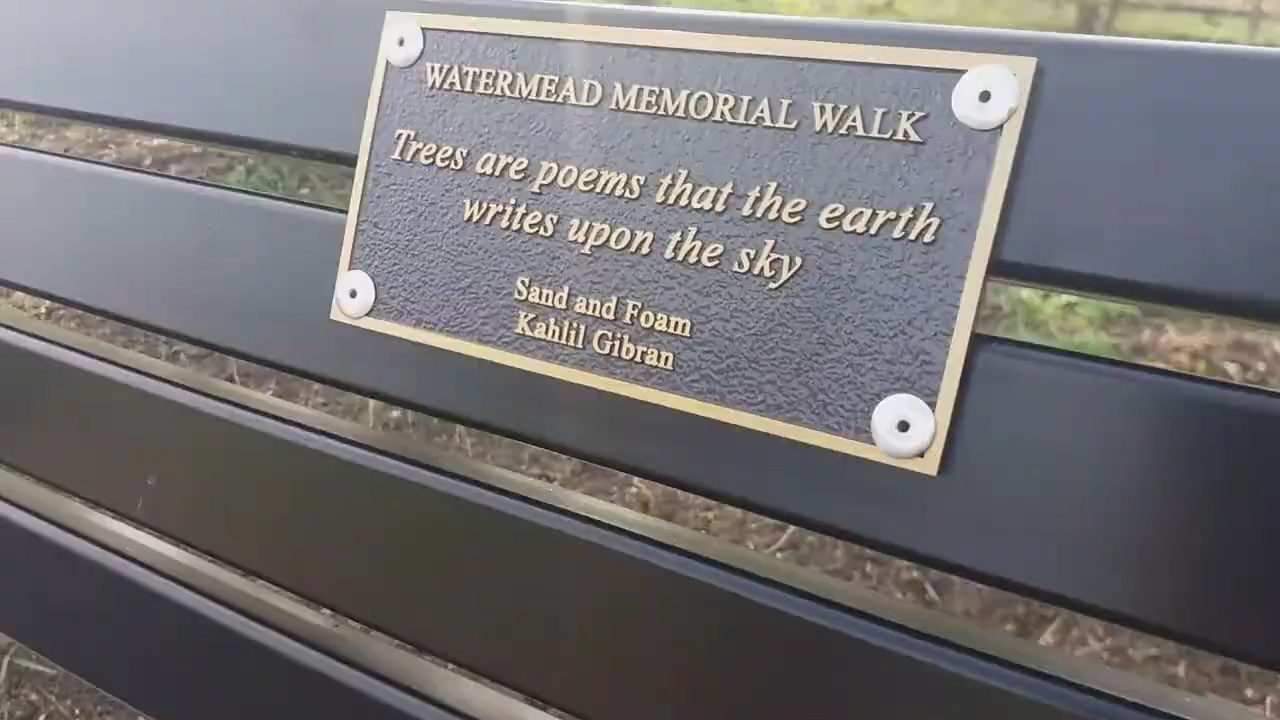 WATERMEAD MEMORIAL WALK
Trees are poems that the earth
writes upon the sky
Sand and Foam
Kahlil Gibran